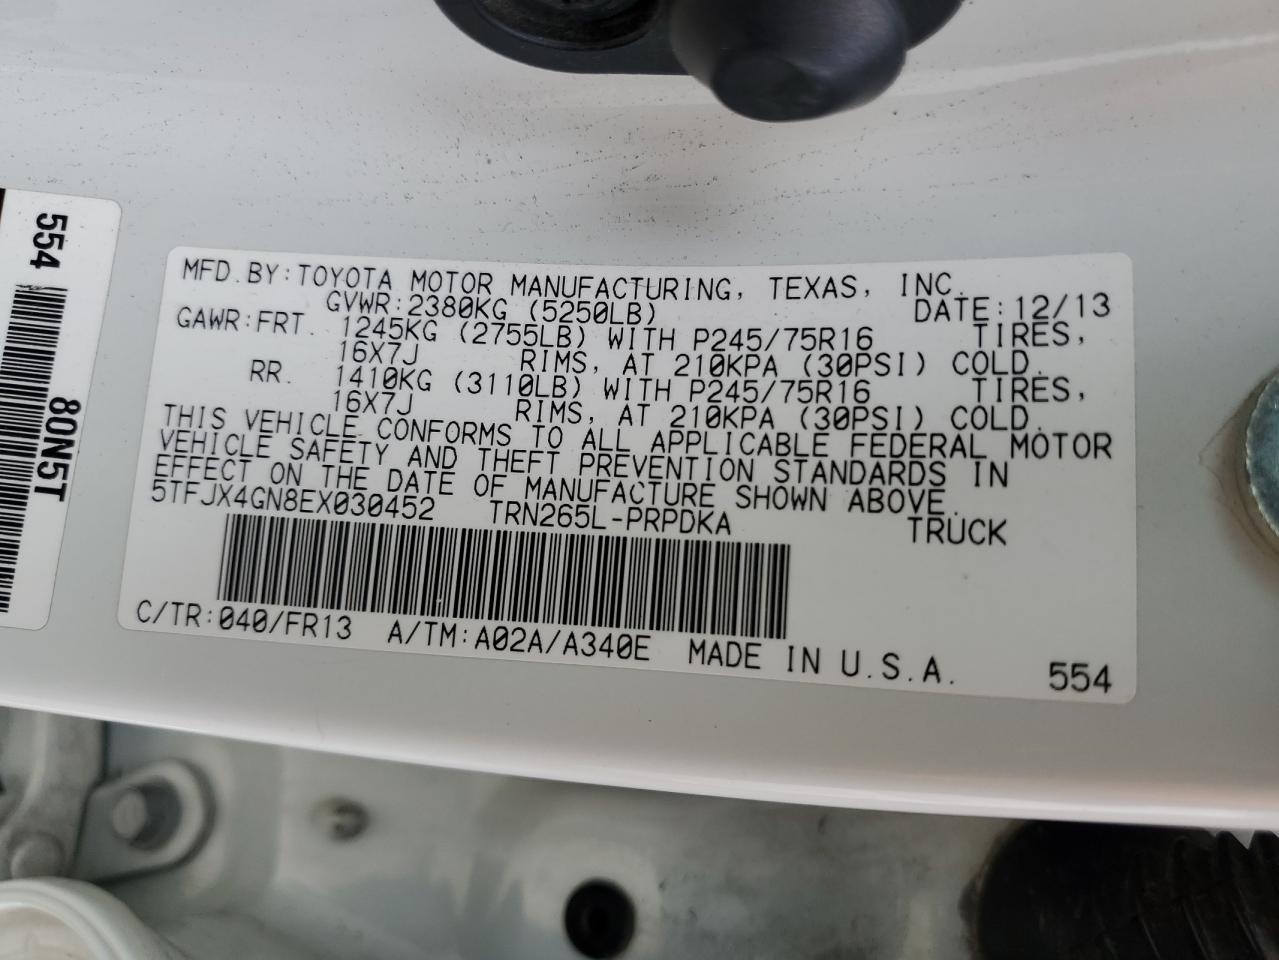 MFD. BY: TOYOTA MOTOR MANUFACTURING, TEXAS, INC.
GVWR: 2380KG (5250LB) DATE: 12/13
GAWR: FRT. 1245KG (2755LB) WITH P245/75R16 TIRES,
16X7J RIMS, AT 210KPA (30PSI) COLD.
RR. 1410KG (3110LB) WITH P245/75R16 TIRES,
16X7J RIMS, AT 210KPA (30PSI) COLD.
THIS VEHICLE CONFORMS TO ALL APPLICABLE FEDERAL MOTOR
VEHICLE SAFETY AND THEFT PREVENTION STANDARDS IN
EFFECT ON THE DATE OF MANUFACTURE SHOWN ABOVE.
5TFJX4GN8EX030452 TRN265L-PRPDKA TRUCK
C/TR: 040/FR13 A/TM: A02A/A340E MADE IN U.S.A. 554
554
80N5T